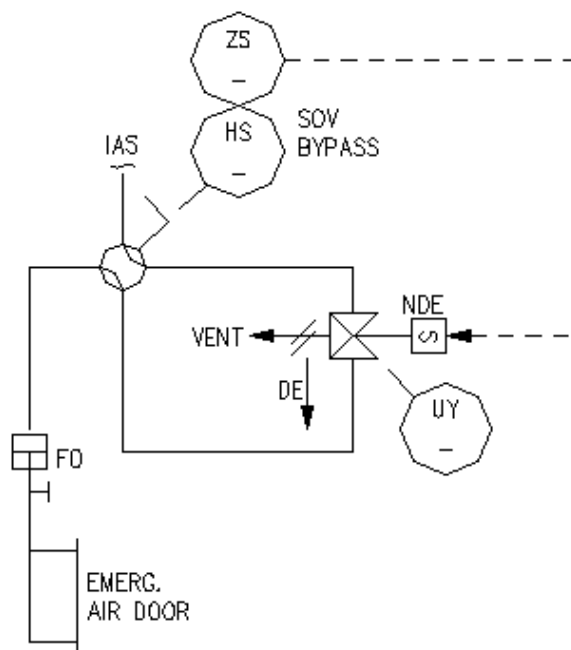 ZS
–
HS
–
SOV
BYPASS
IAS
NDE
VENT
S
DE
UY
–
FO
EMERG.
AIR DOOR